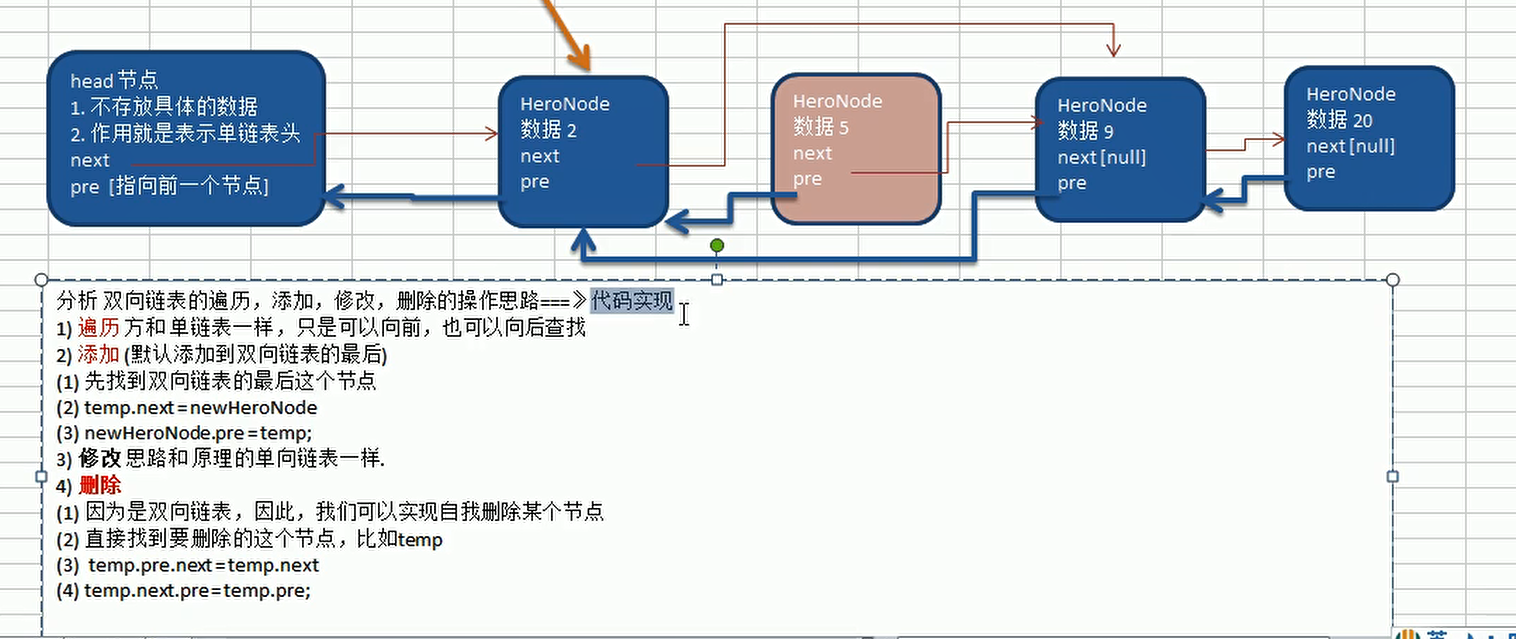 head 节点
1. 不存放具体的数据
2. 作用就是表示单链表头
next
pre [指向前一个节点]
HeroNode
数据 2
next
pre
HeroNode
数据 5
next
pre
HeroNode
数据 9
next [null]
pre
HeroNode
数据 20
next [null]
pre
分析 双向链表的遍历，添加，修改，删除的操作思路===》代码实现
1) 遍历 方和 单链表一样，只是可以向前，也可以向后查找
2) 添加 (默认添加到双向链表的最后)
(1) 先找到双向链表的最后这个节点
(2) temp.next = newHeroNode
(3) newHeroNode.pre = temp;
3) 修改 思路和 原理的单向链表一样.
4) 删除
(1) 因为是双向链表，因此，我们可以实现自我删除某个节点
(2) 直接找到要删除的这个节点，比如temp
(3) temp.pre.next = temp.next
(4) temp.next.pre = temp.pre;